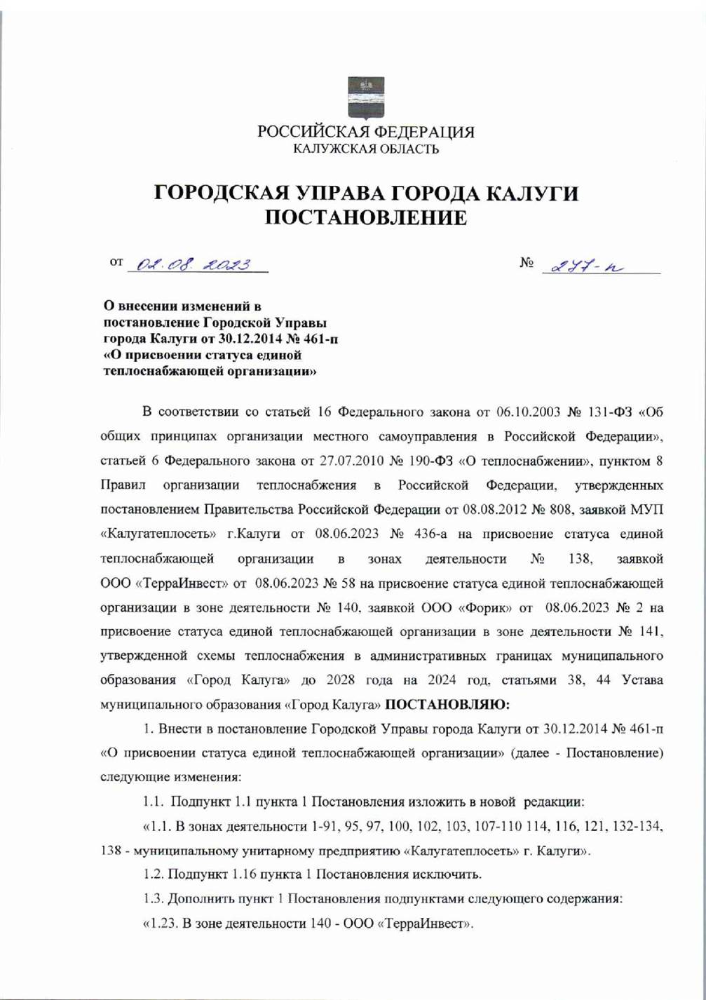 РОССИЙСКАЯ ФЕДЕРАЦИЯ
КАЛУЖСКАЯ ОБЛАСТЬ
ГОРОДСКАЯ УПРАВА ГОРОДА КАЛУГИ
ПОСТАНОВЛЕНИЕ
от 02.08.2023 № 277-п
О внесении изменений в
постановление Городской Управы
города Калуги от 30.12.2014 № 461-п
«О присвоении статуса единой
теплоснабжающей организации»
В соответствии со статьей 16 Федерального закона от 06.10.2003 № 131-ФЗ «Об
общих принципах организации местного самоуправления в Российской Федерации»,
статьей 6 Федерального закона от 27.07.2010 № 190-ФЗ «О теплоснабжении», пунктом 8
Правил организации теплоснабжения в Российской Федерации, утвержденных
постановлением Правительства Российской Федерации от 08.08.2012 № 808, заявкой МУП
«Калугатеплосеть» г.Калуги от 08.06.2023 № 436-а на присвоение статуса единой
теплоснабжающей организации в зонах деятельности № 138, заявкой
ООО «ТерраИнвест» от 08.06.2023 № 58 на присвоение статуса единой теплоснабжающей
организации в зоне деятельности № 140, заявкой ООО «Форик» от 08.06.2023 № 2 на
присвоение статуса единой теплоснабжающей организации в зоне деятельности № 141,
утвержденной схемы теплоснабжения в административных границах муниципального
образования «Город Калуга» до 2028 года на 2024 год, статьями 38, 44 Устава
муниципального образования «Город Калуга» ПОСТАНОВЛЯЮ:
1. Внести в постановление Городской Управы города Калуги от 30.12.2014 № 461-п
«О присвоении статуса единой теплоснабжающей организации» (далее - Постановление)
следующие изменения:
1.1. Подпункт 1.1 пункта 1 Постановления изложить в новой редакции:
«1.1. В зонах деятельности 1-91, 95, 97, 100, 102, 103, 107-110 114, 116, 121, 132-134,
138 - муниципальному унитарному предприятию «Калугатеплосеть» г. Калуги».
1.2. Подпункт 1.16 пункта 1 Постановления исключить.
1.3. Дополнить пункт 1 Постановления подпунктами следующего содержания:
«1.23. В зоне деятельности 140 - ООО «ТерраИнвест».